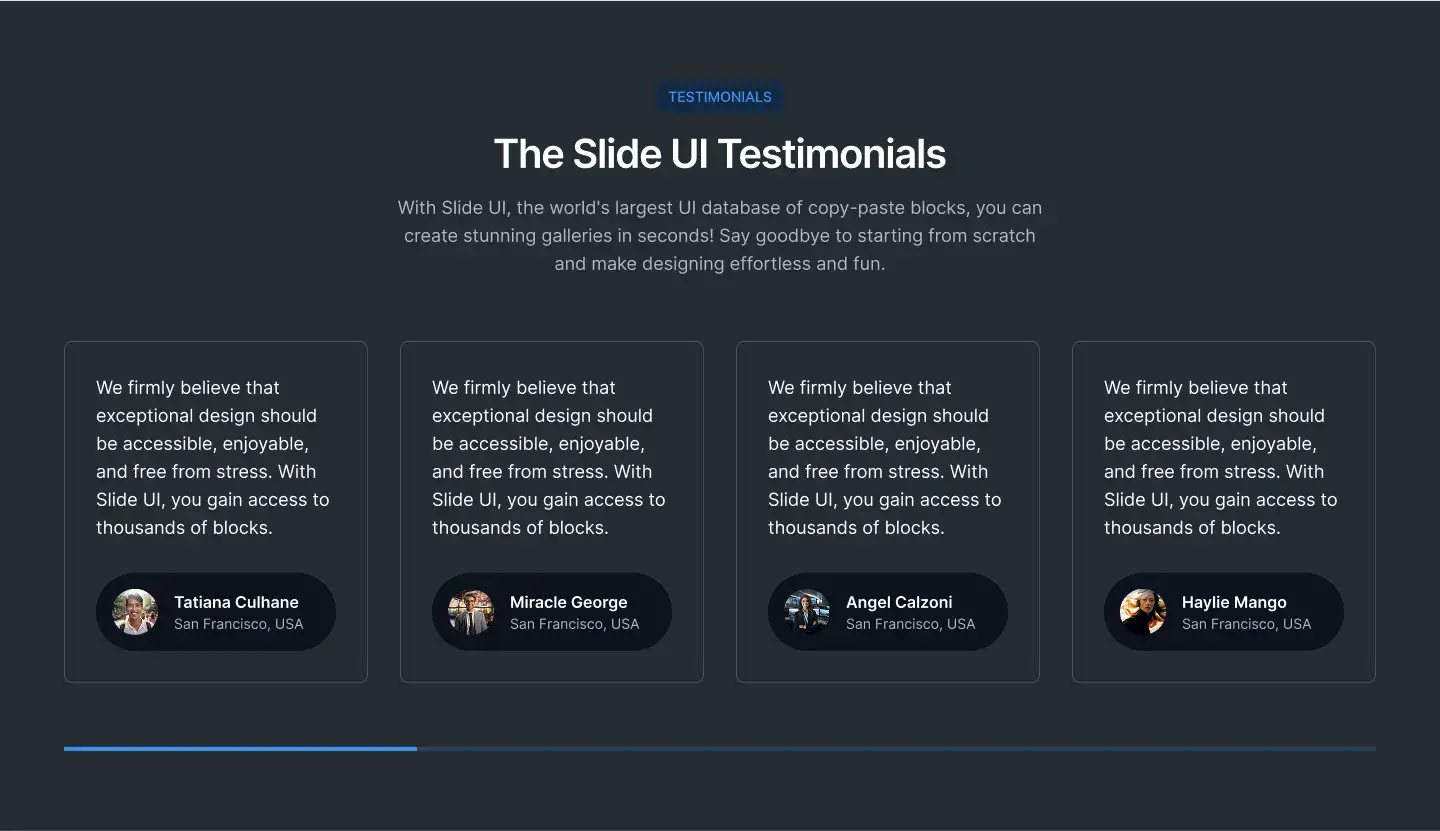 TESTIMONIALS
The Slide UI Testimonials
With Slide UI, the world's largest UI database of copy-paste blocks, you can
create stunning galleries in seconds! Say goodbye to starting from scratch
and make designing effortless and fun.
We firmly believe that
exceptional design should
be accessible, enjoyable,
and free from stress. With
Slide UI, you gain access to
thousands of blocks.
Tatiana Culhane
San Francisco, USA
We firmly believe that
exceptional design should
be accessible, enjoyable,
and free from stress. With
Slide UI, you gain access to
thousands of blocks.
Miracle George
San Francisco, USA
We firmly believe that
exceptional design should
be accessible, enjoyable,
and free from stress. With
Slide UI, you gain access to
thousands of blocks.
Angel Calzoni
San Francisco, USA
We firmly believe that
exceptional design should
be accessible, enjoyable,
and free from stress. With
Slide UI, you gain access to
thousands of blocks.
Haylie Mango
San Francisco, USA